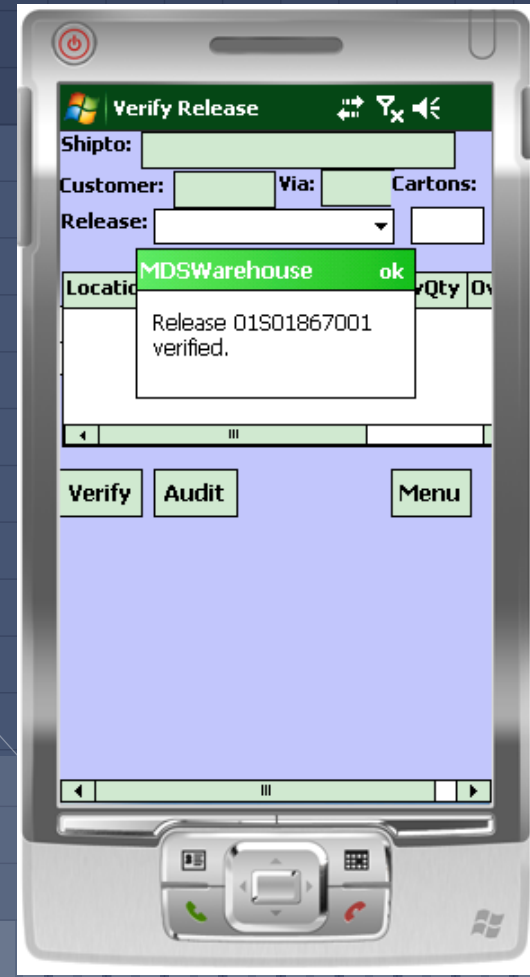 Verify Release
Shipto:
Customer: Via: Cartons:
Release:
MDSWarehouse ok
Release 01S01867001
verified.
Verify Audit Menu